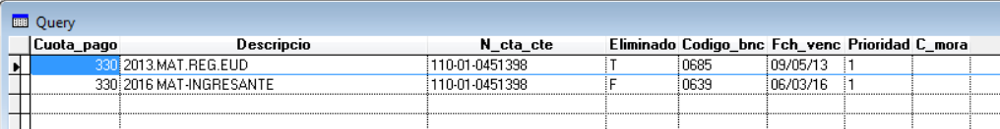 Query
Cuota_pago Descripcio N_cta_cte Eliminado Codigo_bnc Fch_venc Prioridad C_mora
330 2013.MAT.REG.EUD 110-01-0451398 T 0685 09/05/13 1
330 2016 MAT-INGRESANTE 110-01-0451398 F 0639 06/03/16 1